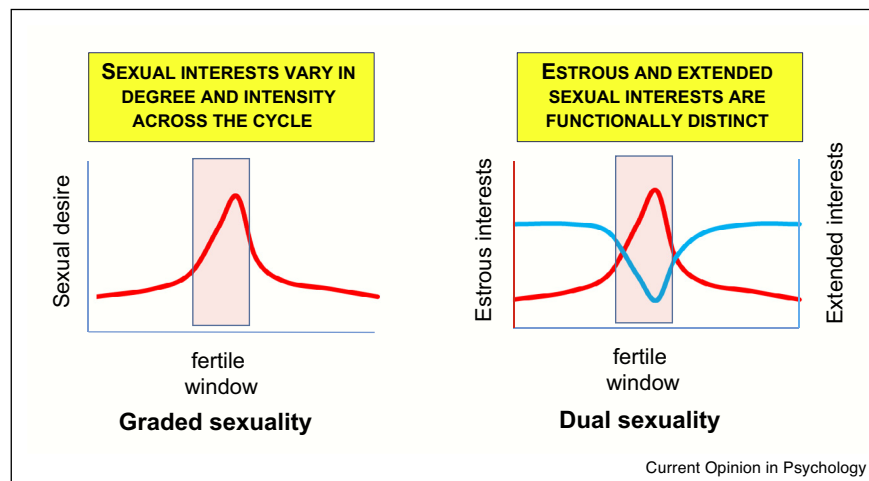 SEXUAL INTERESTS VARY IN
DEGREE AND INTENSITY
ACROSS THE CYCLE
Sexual desire
fertile
window
Graded sexuality
ESTROUS AND EXTENDED
SEXUAL INTERESTS ARE
FUNCTIONALLY DISTINCT
Estrous interests
Extended interests
fertile
window
Dual sexuality
Current Opinion in Psychology